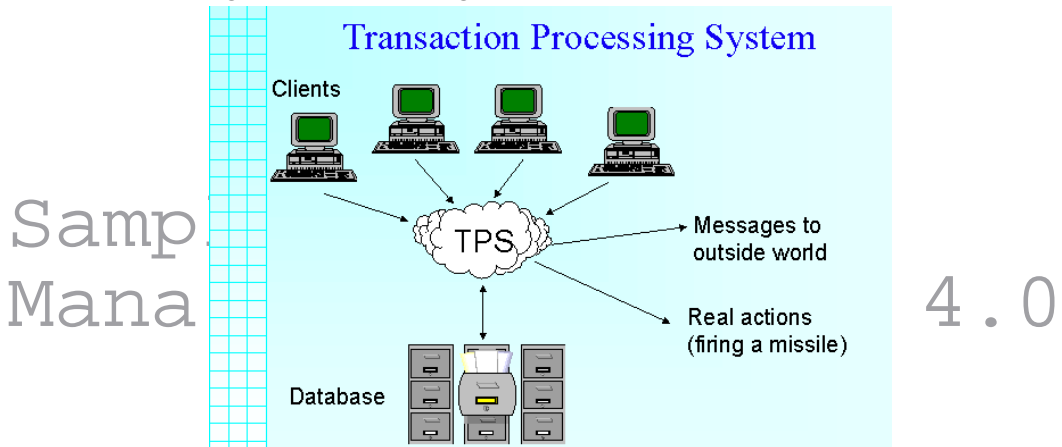 Transaction Processing System
Clients
TPS
Messages to
outside world
Real actions
(firing a missile)
Database
Samp
Mana 4.0